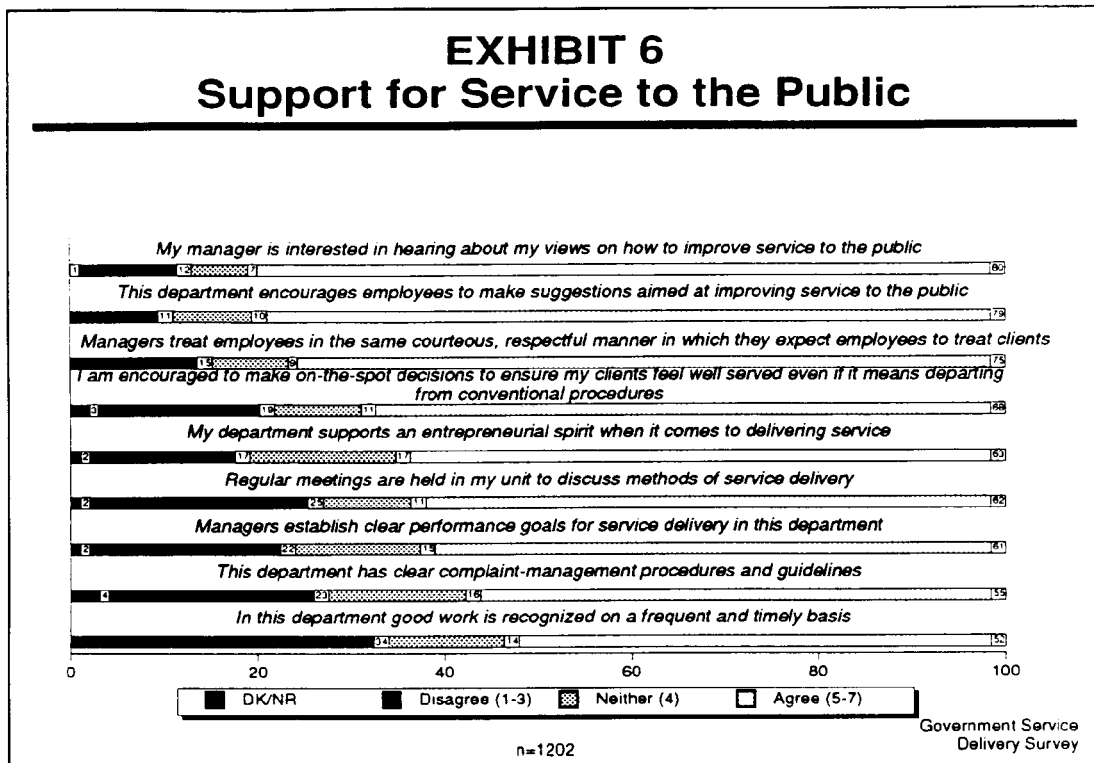 EXHIBIT 6
Support for Service to the Public
My manager is interested in hearing about my views on how to improve service to the public
1 12 7 80
This department encourages employees to make suggestions aimed at improving service to the public
11 10 79
Managers treat employees in the same courteous, respectful manner in which they expect employees to treat clients
15 9 75
I am encouraged to make on-the-spot decisions to ensure my clients feel well served even if it means departing
from conventional procedures
3 19 11 68
My department supports an entrepreneurial spirit when it comes to delivering service
2 17 17 63
Regular meetings are held in my unit to discuss methods of service delivery
2 25 11 62
Managers establish clear performance goals for service delivery in this department
2 22 15 61
This department has clear complaint-management procedures and guidelines
4 23 16 55
In this department good work is recognized on a frequent and timely basis
34 14 52
0 20 40 60 80 100
DK/NR Disagree (1-3) Neither (4) Agree (5-7)
Government Service
Delivery Survey
n=1202